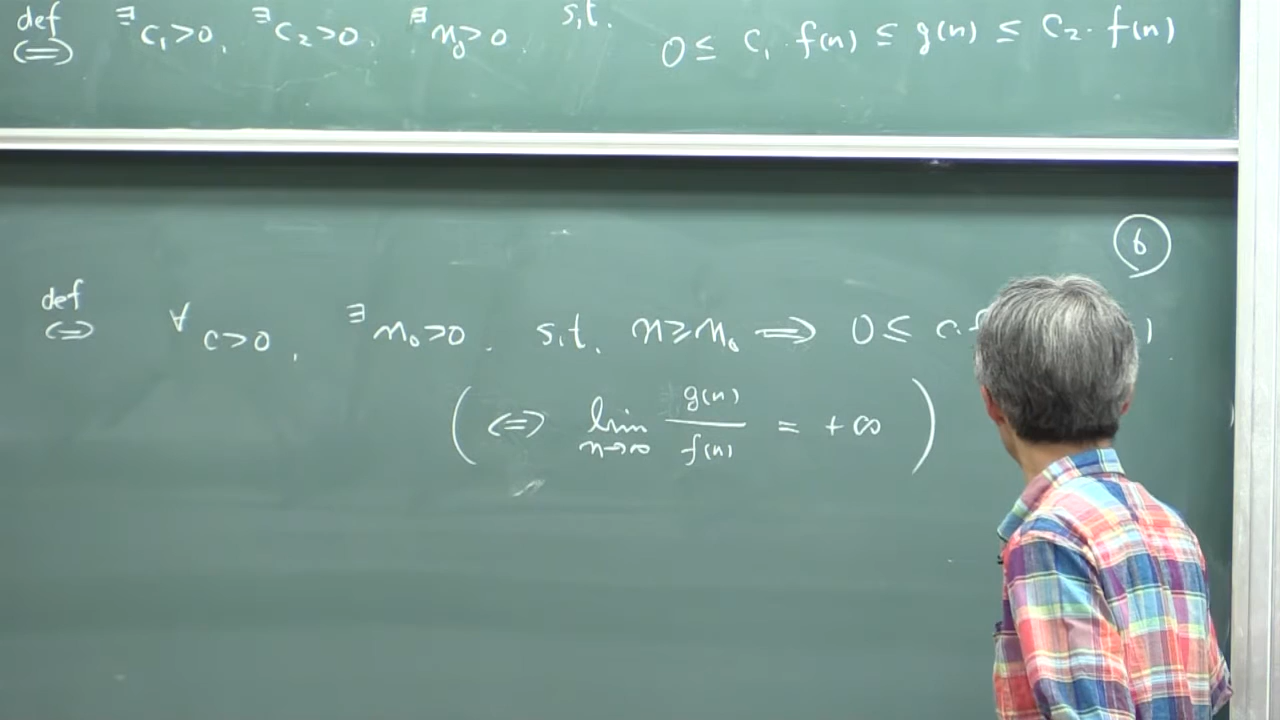 def ⇔ ∃c₁>0, ∃c₂>0, ∃n₀>0, s,t. 0 ≤ c₁·f(n) ≤ g(n) ≤ c₂·f(n)
6
def ⇔ ∀c>0, ∃n₀>0. s,t. n≥n₀ ⟹ 0≤ c·f )
( ⇔ lim n→∞ g(n)/f(n) = +∞ )